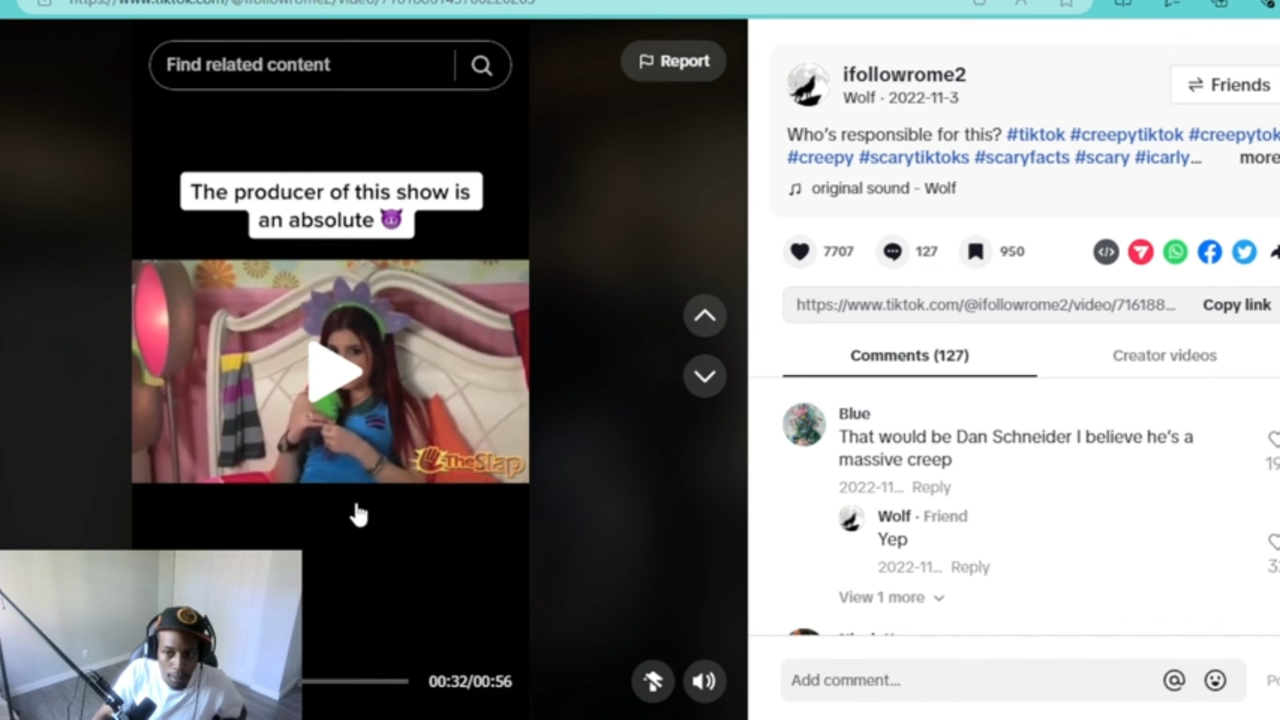 Find related content
Report
The producer of this show is
an absolute 😈
TheSlap
00:32/00:56
ifollowrome2
Wolf · 2022-11-3
Friends
Who's responsible for this? #tiktok #creepytiktok #creepytok
#creepy #scarytiktoks #scaryfacts #scary #icarly... more
original sound - Wolf
7707
127
950
https://www.tiktok.com/@ifollowrome2/video/716188...
Copy link
Comments (127)
Creator videos
Blue
That would be Dan Schneider I believe he's a
massive creep
2022-11... Reply
Wolf · Friend
Yep
2022-11... Reply
View 1 more
Add comment...